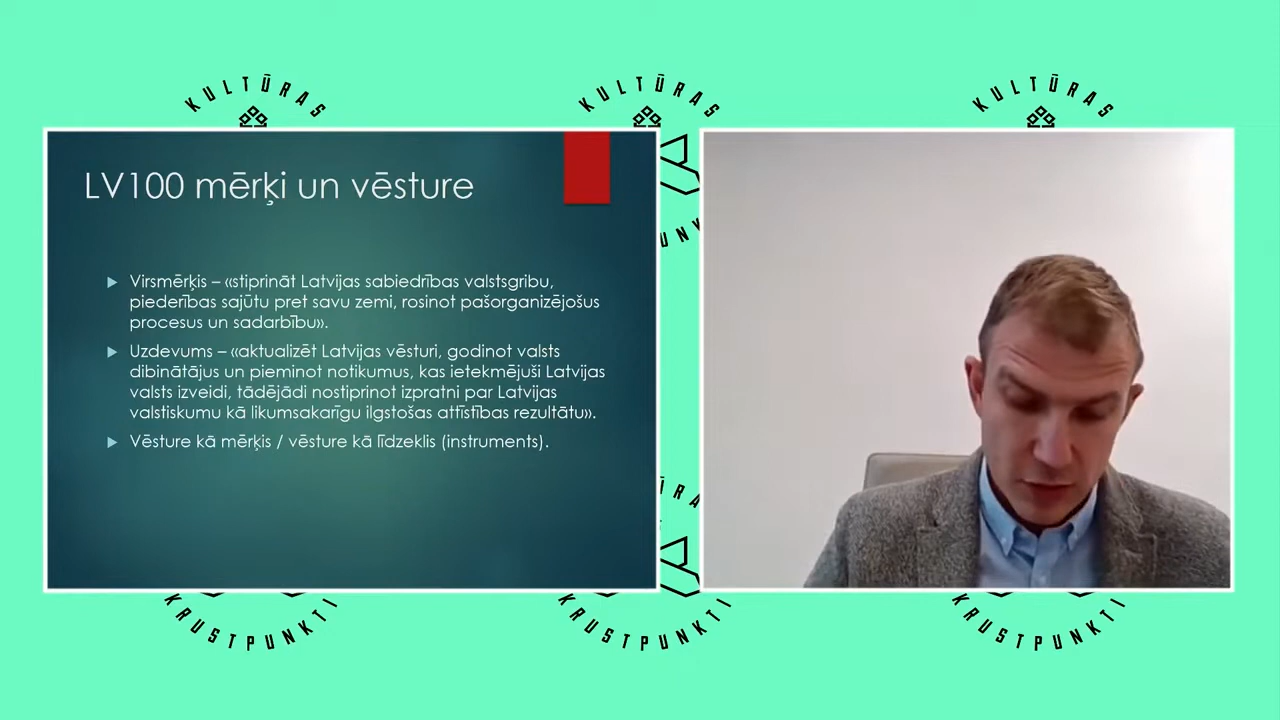 KULTŪRAS
KULTŪRAS
KULTŪRAS
LV100 mērķi un vēsture
Virsmērķis – «stiprināt Latvijas sabiedrības valstsgribu,
piederības sajūtu pret savu zemi, rosinot pašorganizējošus
procesus un sadarbību».
Uzdevums – «aktualizēt Latvijas vēsturi, godinot valsts
dibinātājus un pieminot notikumus, kas ietekmējuši Latvijas
valsts izveidi, tādējādi nostiprinot izpratni par Latvijas
valstiskumu kā likumsakarīgu ilgstošas attīstības rezultātu».
Vēsture kā mērķis / vēsture kā līdzeklis (instruments).
KRUSTPUNKTI
KRUSTPUNKTI
KRUSTPUNKTI